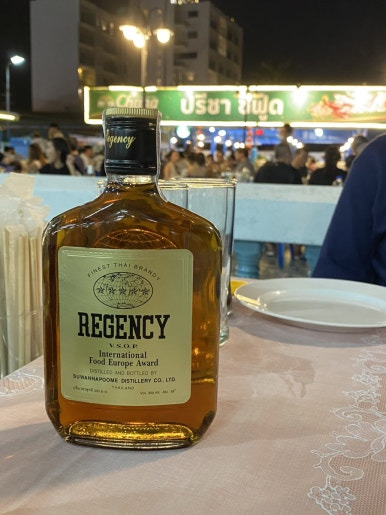 Chang
ปริชา ซีฟู้ด
Regency
FINEST THAI BRANDY
REGENCY
V.S.O.P.
International
Food Europe Award
DISTILLED AND BOTTLED BY
SUWANNAPOOME DISTILLERY CO., LTD.
THAILAND